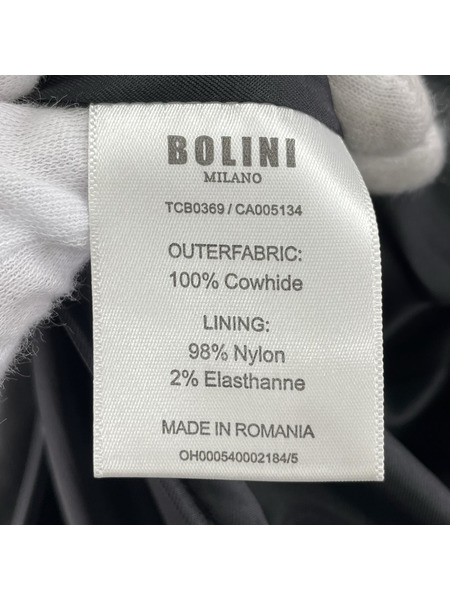 BOLINI
MILANO
TCB0369 / CA005134
OUTERFABRIC:
100% Cowhide
LINING:
98% Nylon
2% Elasthanne
MADE IN ROMANIA
OH000540002184/5